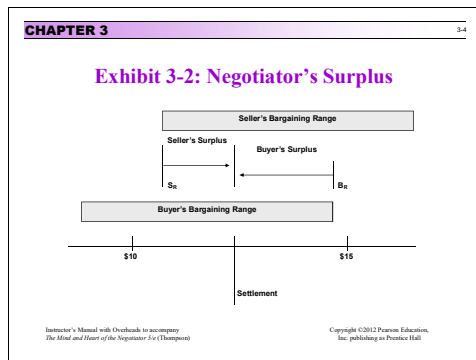 CHAPTER 3
3-4
Exhibit 3-2: Negotiator's Surplus
Seller's Bargaining Range
Seller's Surplus
Buyer's Surplus
SR
BR
Buyer's Bargaining Range
$10
$15
Settlement
Instructor's Manual with Overheads to accompany
The Mind and Heart of the Negotiator 5/e (Thompson)
Copyright ©2012 Pearson Education,
Inc. publishing as Prentice Hall